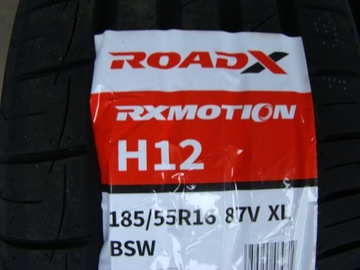 ROADX
RXMOTION
H12
185/55R16 87V XL
BSW